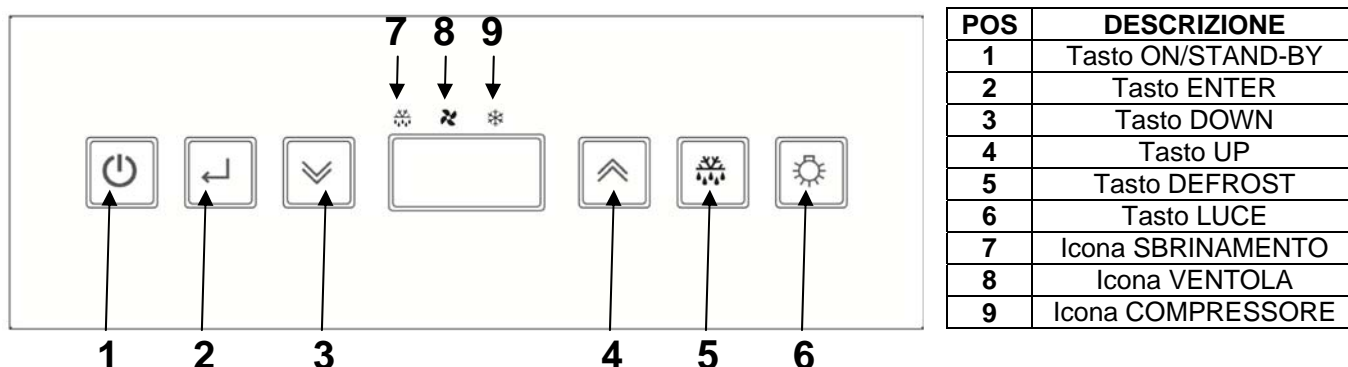 7 8 9
1 2 3 4 5 6
POS DESCRIZIONE
1 Tasto ON/STAND-BY
2 Tasto ENTER
3 Tasto DOWN
4 Tasto UP
5 Tasto DEFROST
6 Tasto LUCE
7 Icona SBRINAMENTO
8 Icona VENTOLA
9 Icona COMPRESSORE